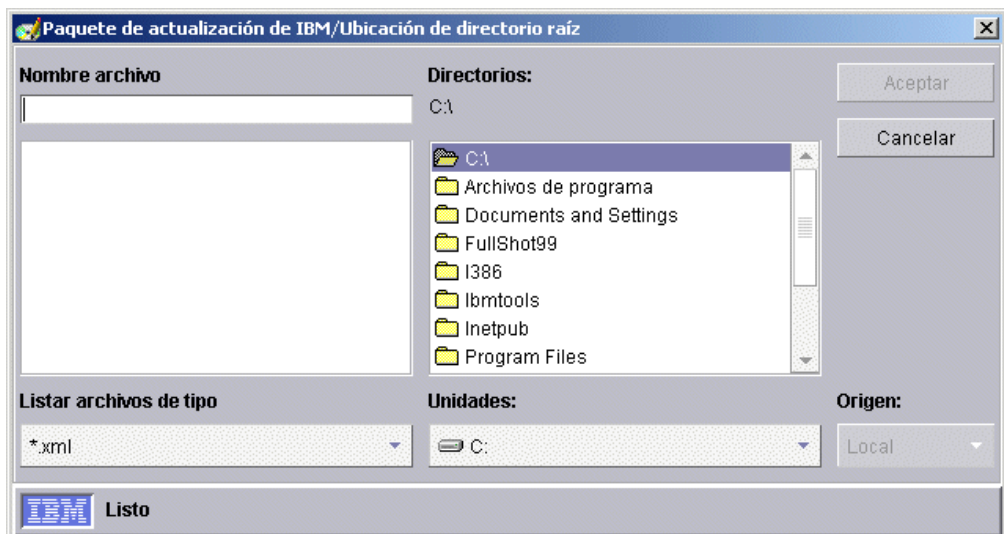 Paquete de actualización de IBM/Ubicación de directorio raíz
Nombre archivo
Directorios:
C:\
Aceptar
Cancelar
C:\
Archivos de programa
Documents and Settings
FullShot99
I386
Ibmtools
Inetpub
Program Files
Listar archivos de tipo
Unidades:
Origen:
*.xml
C:
Local
IBM Listo